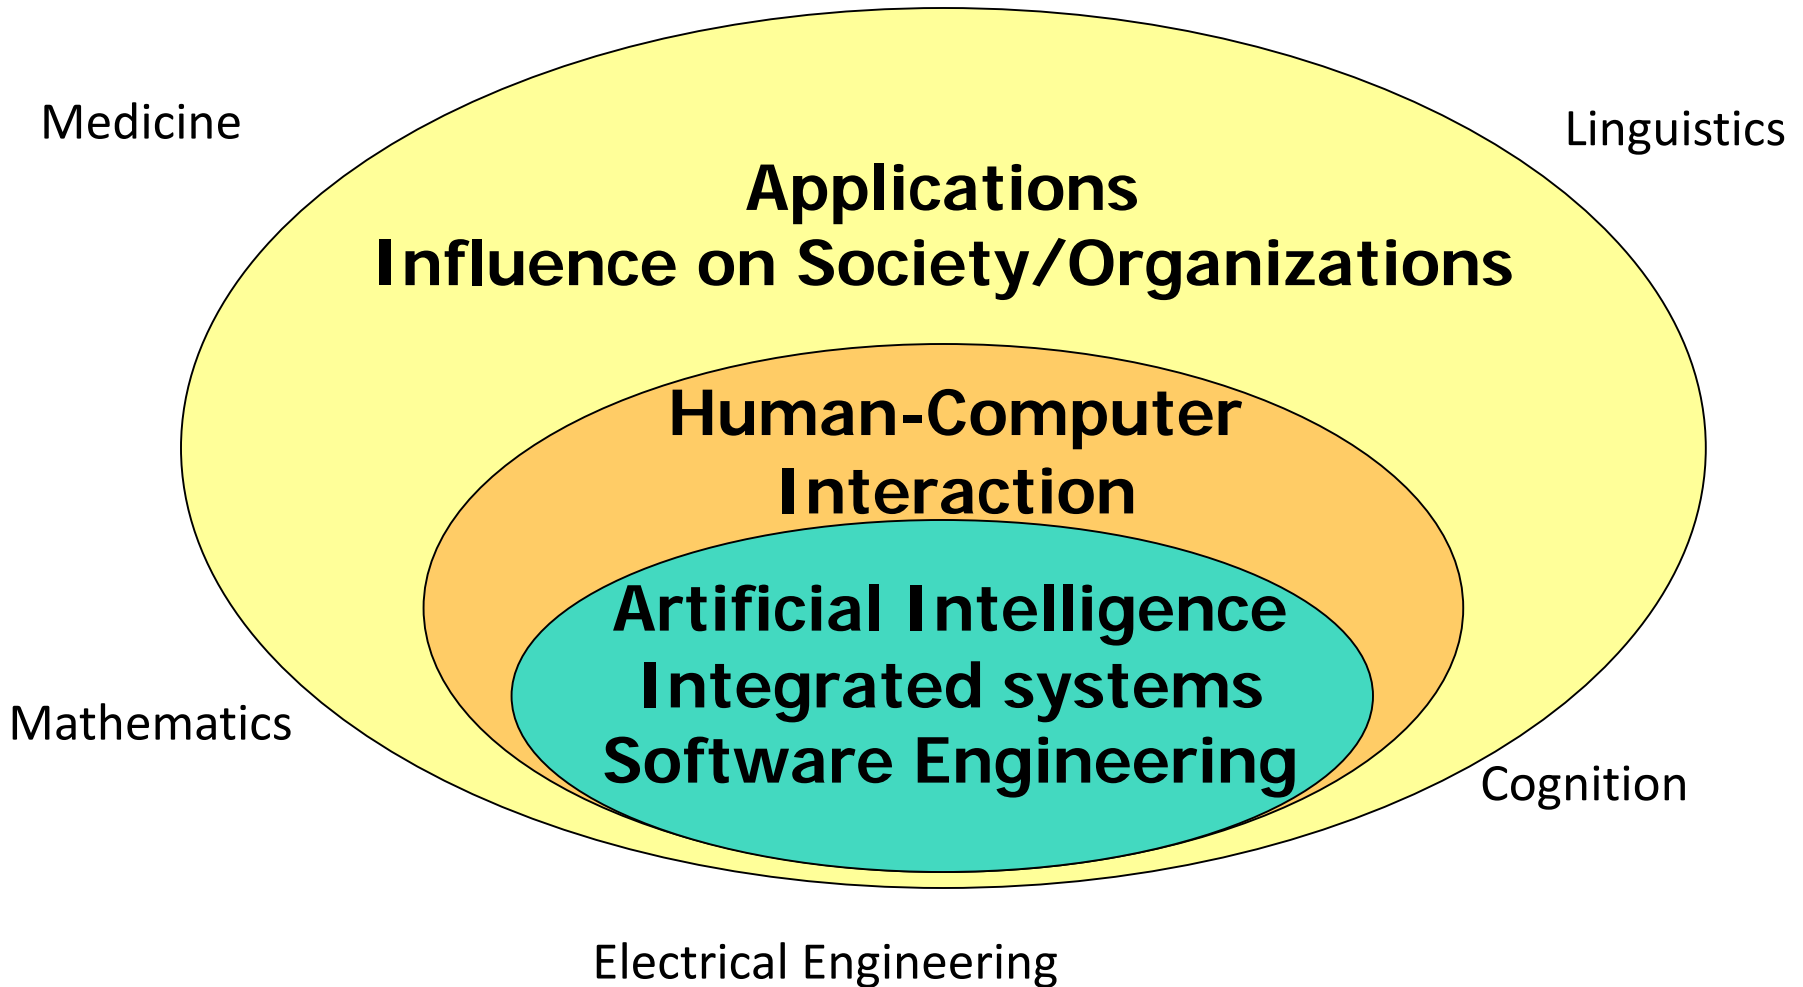 Medicine
Linguistics
Applications
Influence on Society/Organizations
Human-Computer
Interaction
Artificial Intelligence
Integrated systems
Software Engineering
Mathematics
Cognition
Electrical Engineering